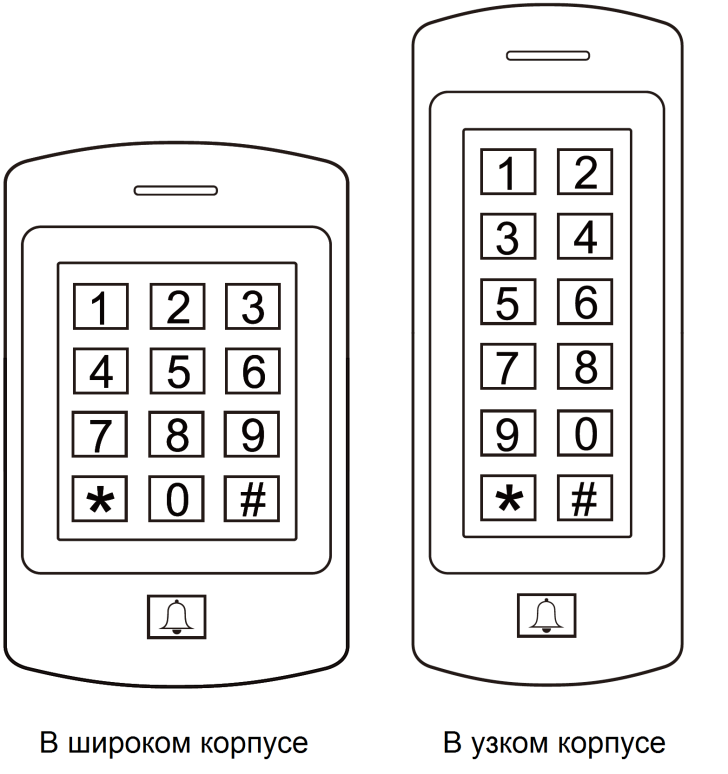 1 2 3
4 5 6
7 8 9
* 0 #
В широком корпусе
1 2
3 4
5 6
7 8
9 0
* #
В узком корпусе